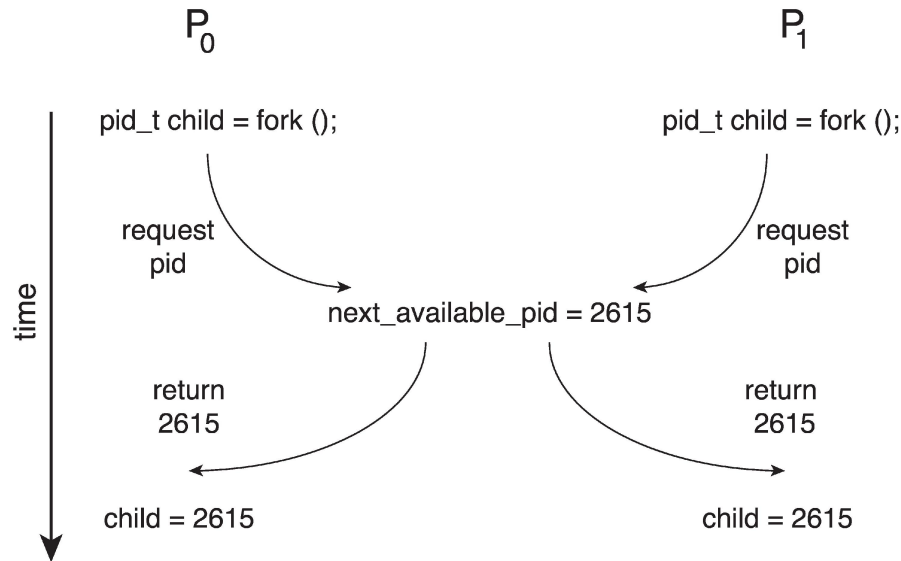 P0 P1
pid_t child = fork (); pid_t child = fork ();
request request
pid pid
time
next_available_pid = 2615
return return
2615 2615
child = 2615 child = 2615